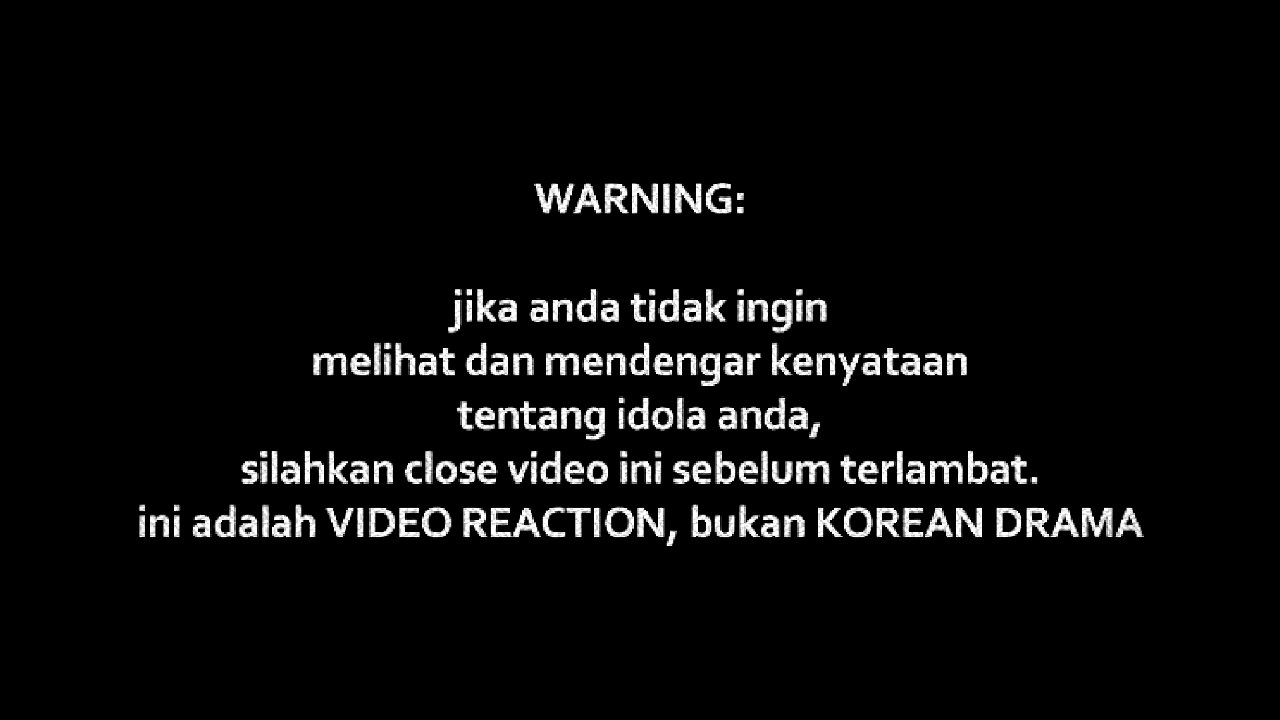 WARNING:
jika anda tidak ingin
melihat dan mendengar kenyataan
tentang idola anda,
silahkan close video ini sebelum terlambat.
ini adalah VIDEO REACTION, bukan KOREAN DRAMA